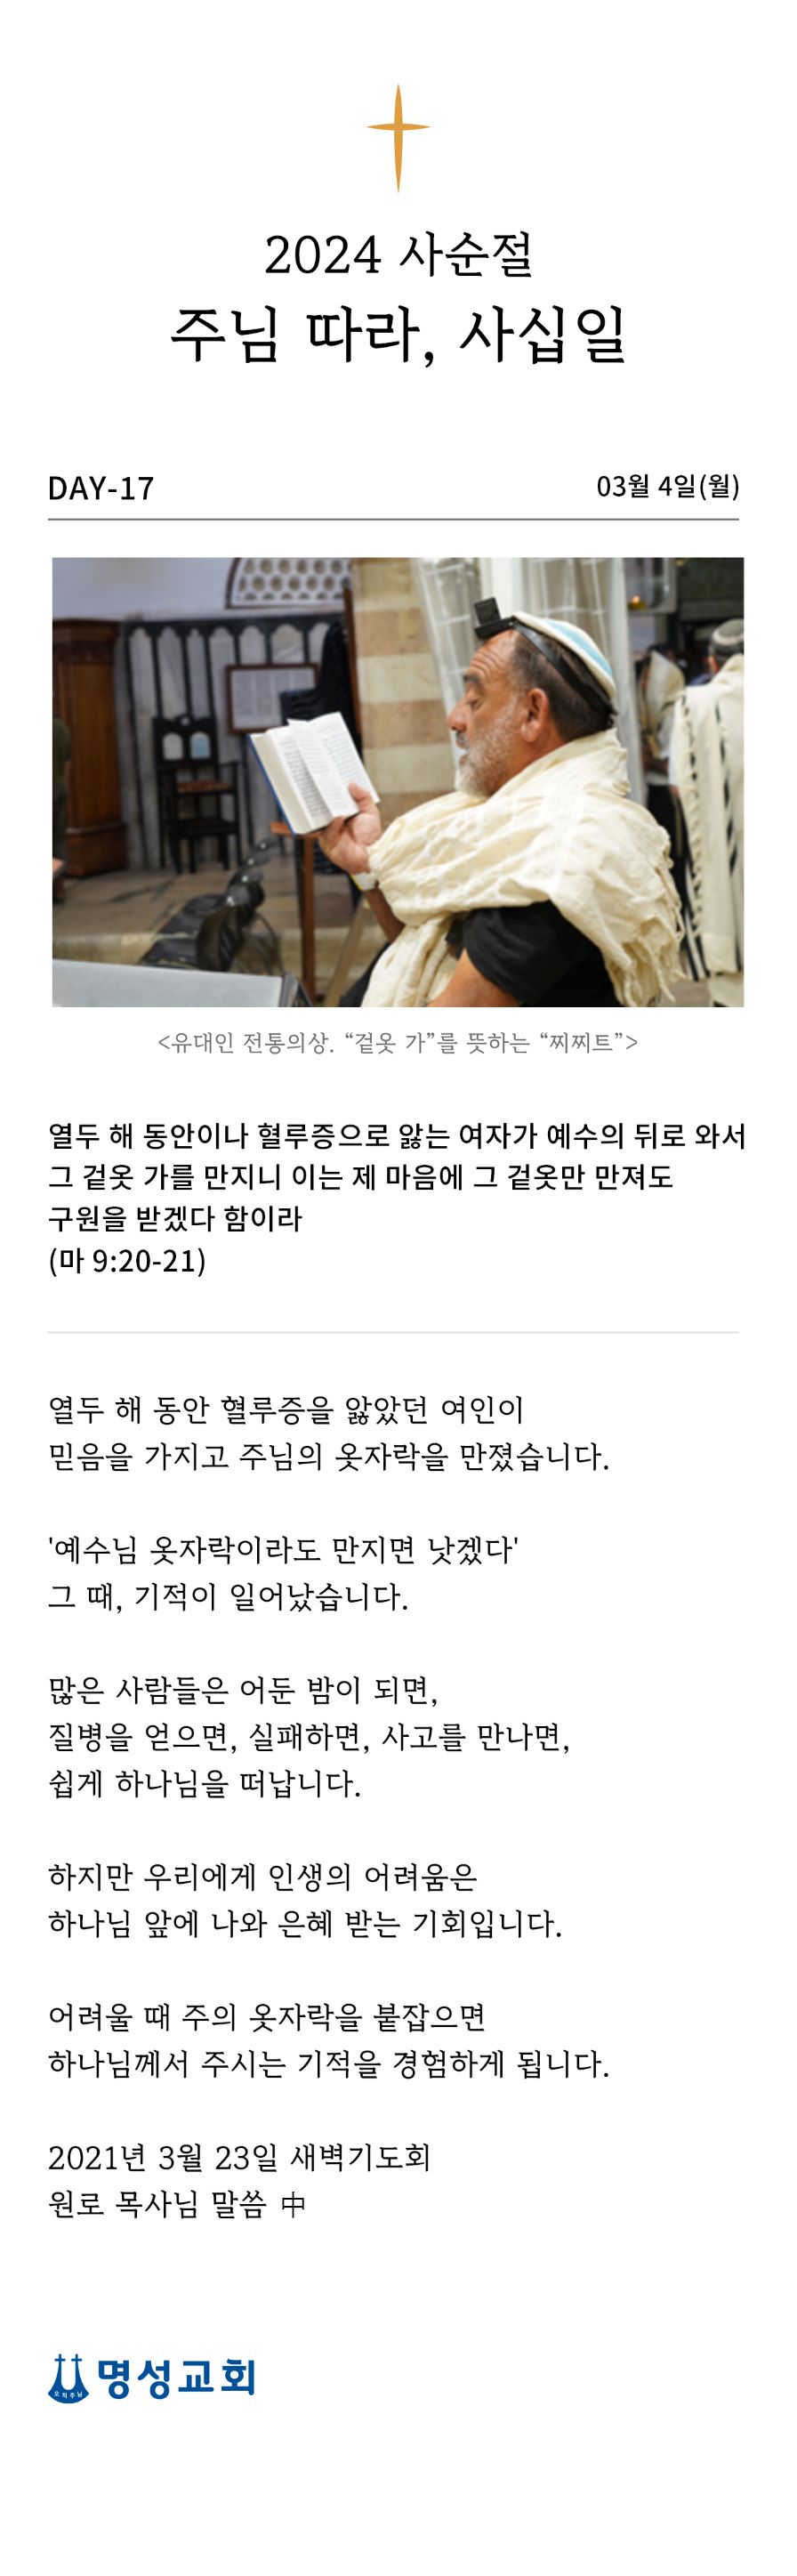 2024 사순절
주님 따라, 사십일
DAY-17
03월 4일(월)
<유대인 전통의상. “겉옷 가”를 뜻하는 “찌찌트”>
열두 해 동안이나 혈루증으로 앓는 여자가 예수의 뒤로 와서
그 겉옷 가를 만지니 이는 제 마음에 그 겉옷만 만져도
구원을 받겠다 함이라
(마 9:20-21)
열두 해 동안 혈루증을 앓았던 여인이
믿음을 가지고 주님의 옷자락을 만졌습니다.
'예수님 옷자락이라도 만지면 낫겠다'
그 때, 기적이 일어났습니다.
많은 사람들은 어둔 밤이 되면,
질병을 얻으면, 실패하면, 사고를 만나면,
쉽게 하나님을 떠납니다.
하지만 우리에게 인생의 어려움은
하나님 앞에 나와 은혜 받는 기회입니다.
어려울 때 주의 옷자락을 붙잡으면
하나님께서 주시는 기적을 경험하게 됩니다.
2021년 3월 23일 새벽기도회
원로 목사님 말씀 中
오직주님
명성교회